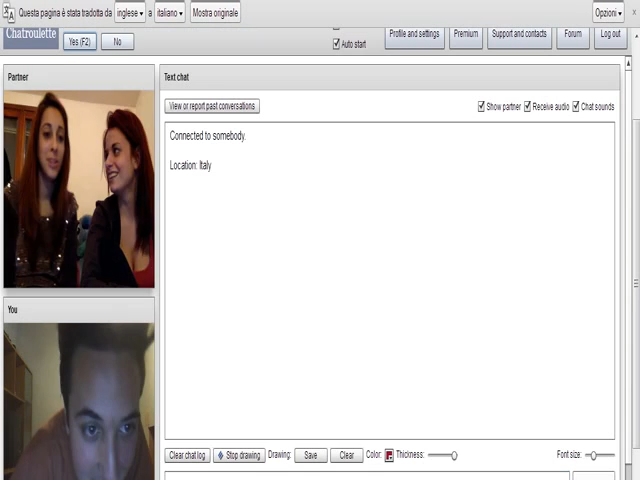 Questa pagina è stata tradotta da inglese a italiano Mostra originale Opzioni x
Chatroulette Yes (F2) No Auto start Profile and settings Premium Support and contacts Forum Log out
Partner
Text chat
View or report past conversations Show partner Receive audio Chat sounds
Connected to somebody.
Location: Italy
You
Clear chat log Stop drawing Drawing: Save Clear Color: Thickness: Font size: